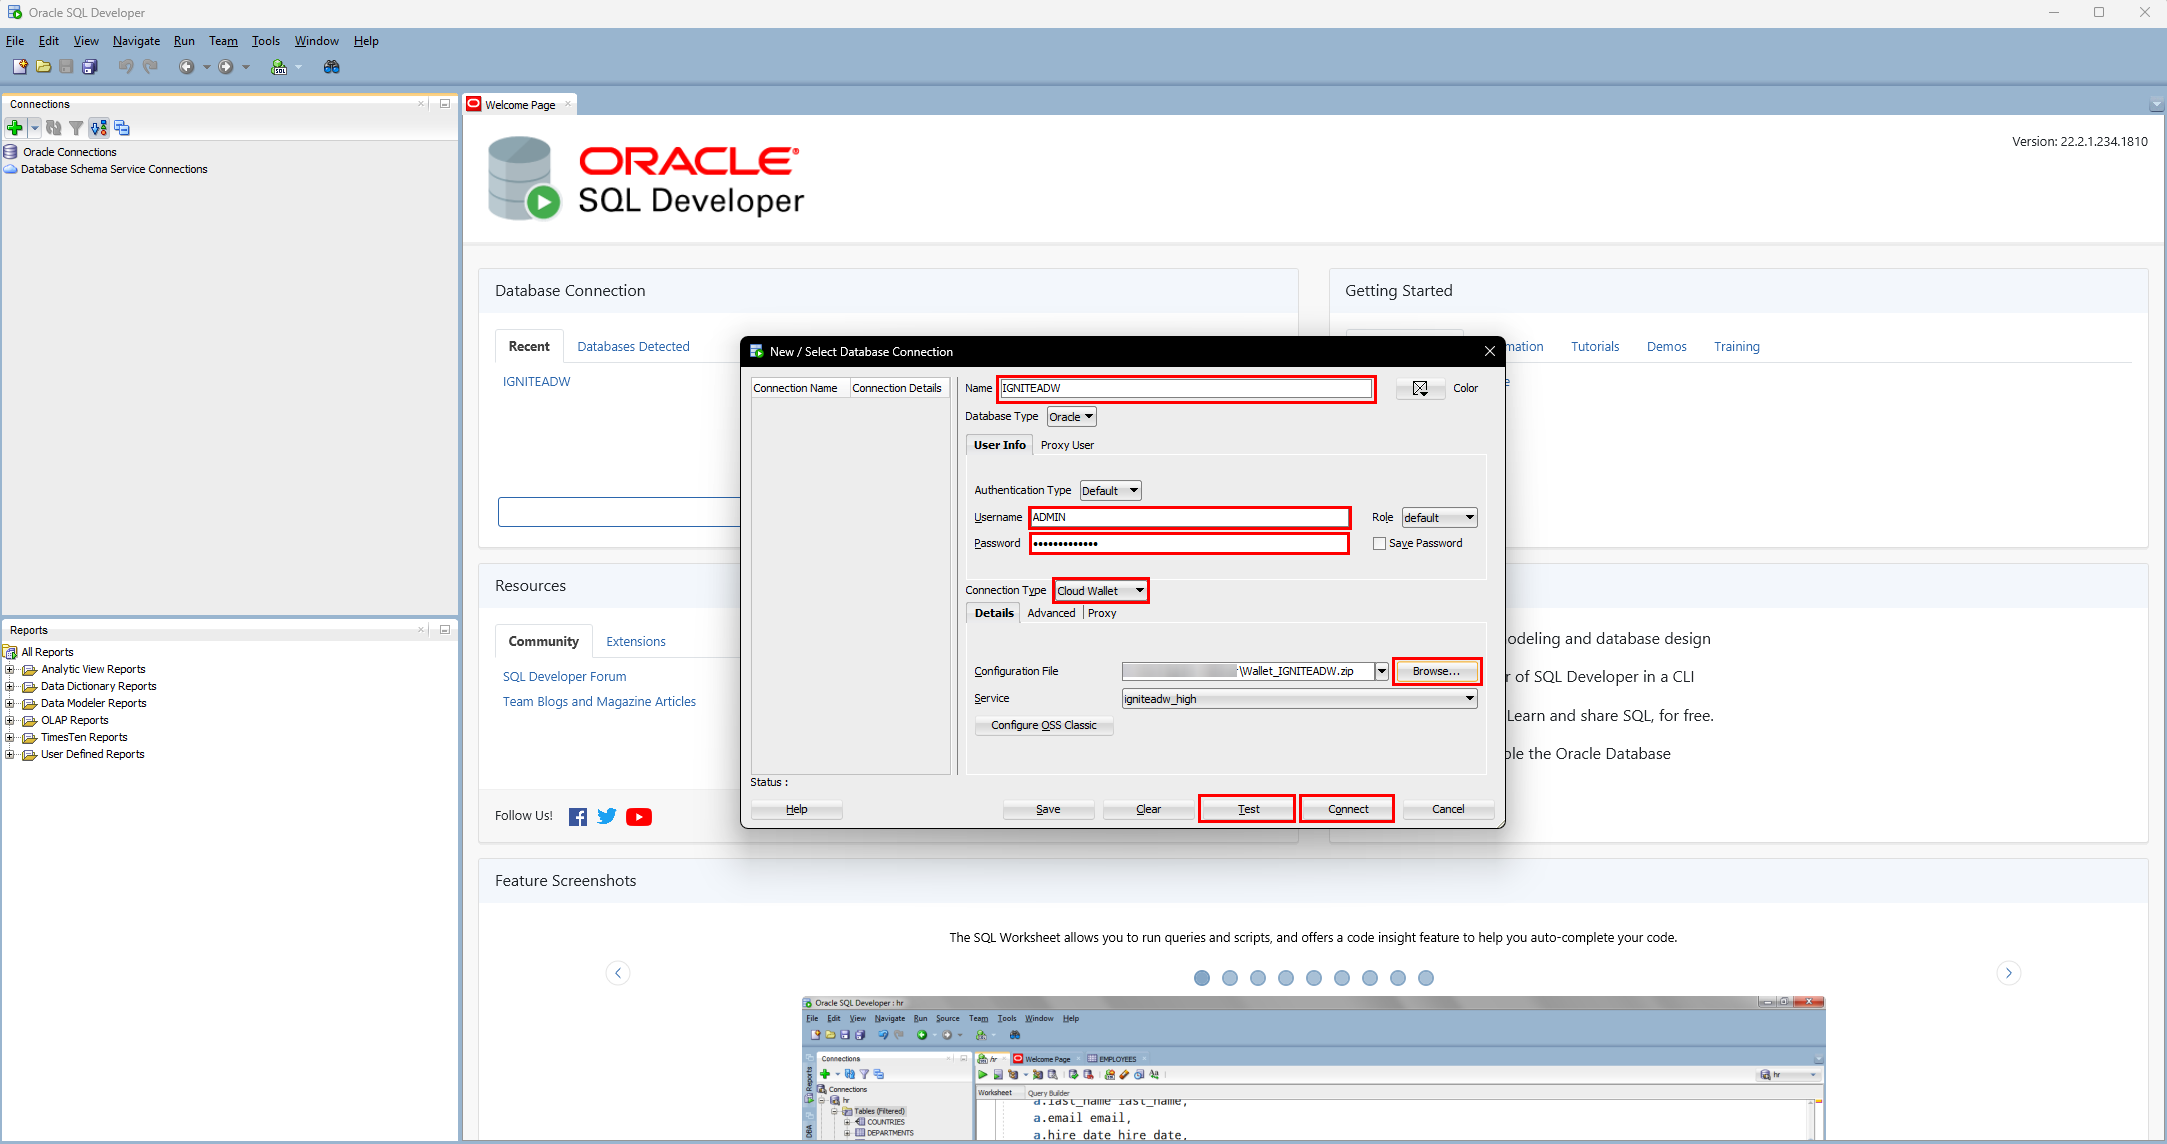 Oracle SQL Developer
File Edit View Navigate Run Team Tools Window Help
Connections
Oracle Connections
Database Schema Service Connections
Reports
All Reports
Analytic View Reports
Data Dictionary Reports
Data Modeler Reports
OLAP Reports
TimesTen Reports
User Defined Reports
Welcome Page
ORACLE
SQL Developer
Version: 22.2.1.234.1810
Database Connection
Recent Databases Detected
IGNITEADW
Getting Started
mation Tutorials Demos Training
e
New / Select Database Connection
Connection Name Connection Details
Name IGNITEADW Color
Database Type Oracle
User Info Proxy User
Authentication Type Default
Username ADMIN Role default
Password ••••••••••••• Save Password
Connection Type Cloud Wallet
Details Advanced Proxy
Configuration File \Wallet_IGNITEADW.zip Browse...
Service igniteadw_high
Configure OSS Classic
Status :
Help Save Clear Test Connect Cancel
Resources
Community Extensions
SQL Developer Forum
Team Blogs and Magazine Articles
Follow Us!
odeling and database design
r of SQL Developer in a CLI
Learn and share SQL, for free.
ble the Oracle Database
Feature Screenshots
The SQL Worksheet allows you to run queries and scripts, and offers a code insight feature to help you auto-complete your code.
Oracle SQL Developer : hr
File Edit View Navigate Run Source Team Tools Window Help
Connections
Reports
Connections
hr
Tables (Filtered)
COUNTRIES
DEPARTMENTS
DBA
hr Welcome Page EMPLOYEES
hr
Worksheet Query Builder
a.last_name last_name,
a.email email,
a.hire_date hire_date,